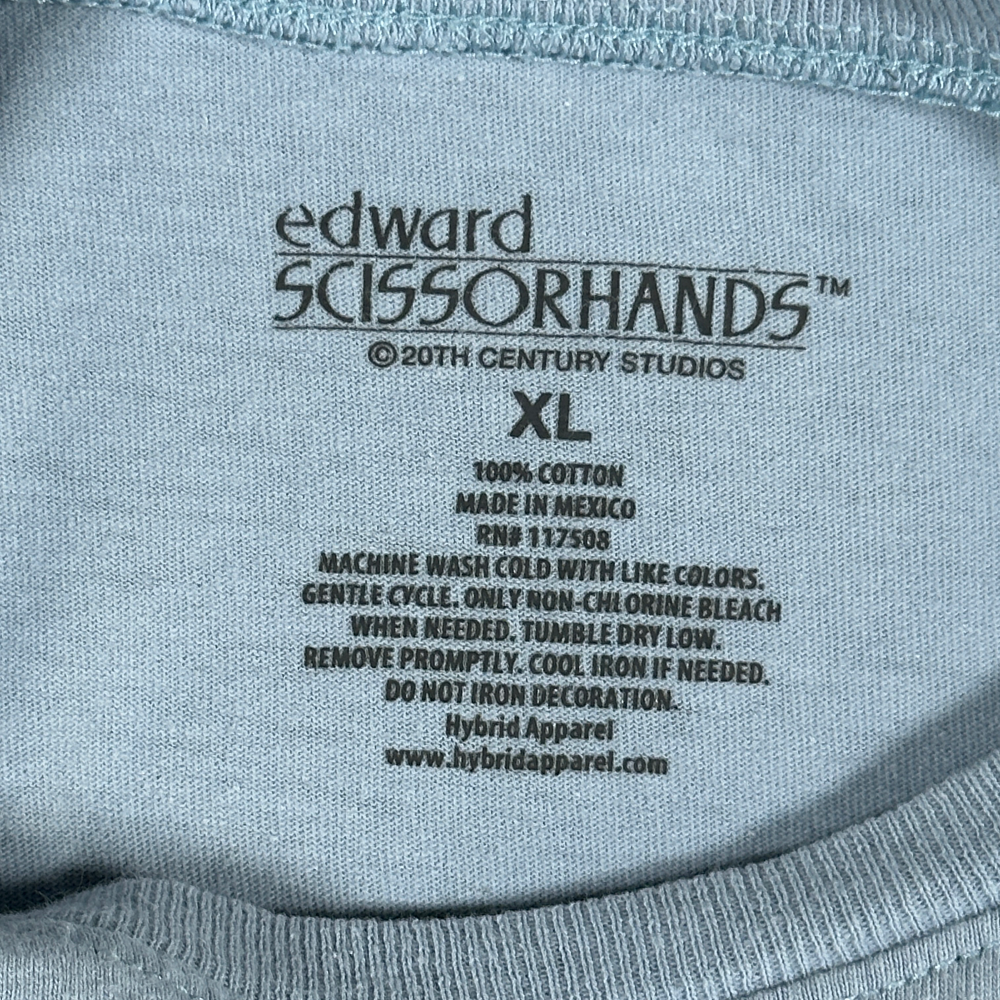 edward
SCISSORHANDS™
©20TH CENTURY STUDIOS
XL
100% COTTON
MADE IN MEXICO
RN# 117508
MACHINE WASH COLD WITH LIKE COLORS.
GENTLE CYCLE. ONLY NON-CHLORINE BLEACH
WHEN NEEDED. TUMBLE DRY LOW.
REMOVE PROMPTLY. COOL IRON IF NEEDED.
DO NOT IRON DECORATION.
Hybrid Apparel
www.hybridapparel.com